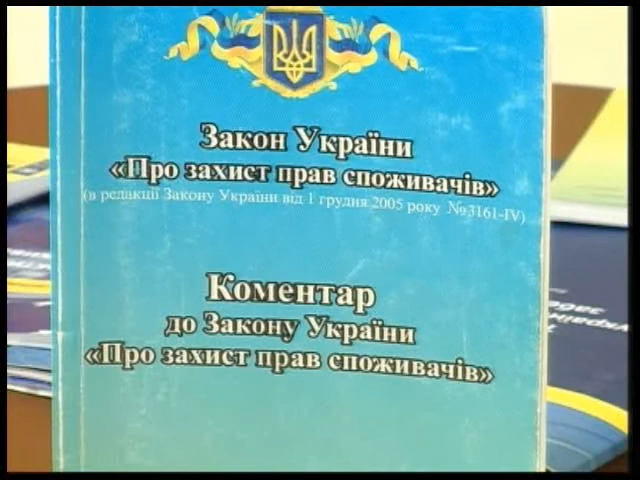 Закон України
«Про захист прав споживачів»
(в редакції Закону України від 1 грудня 2005 року №3161-IV)
Коментар
до Закону України
«Про захист прав споживачів»